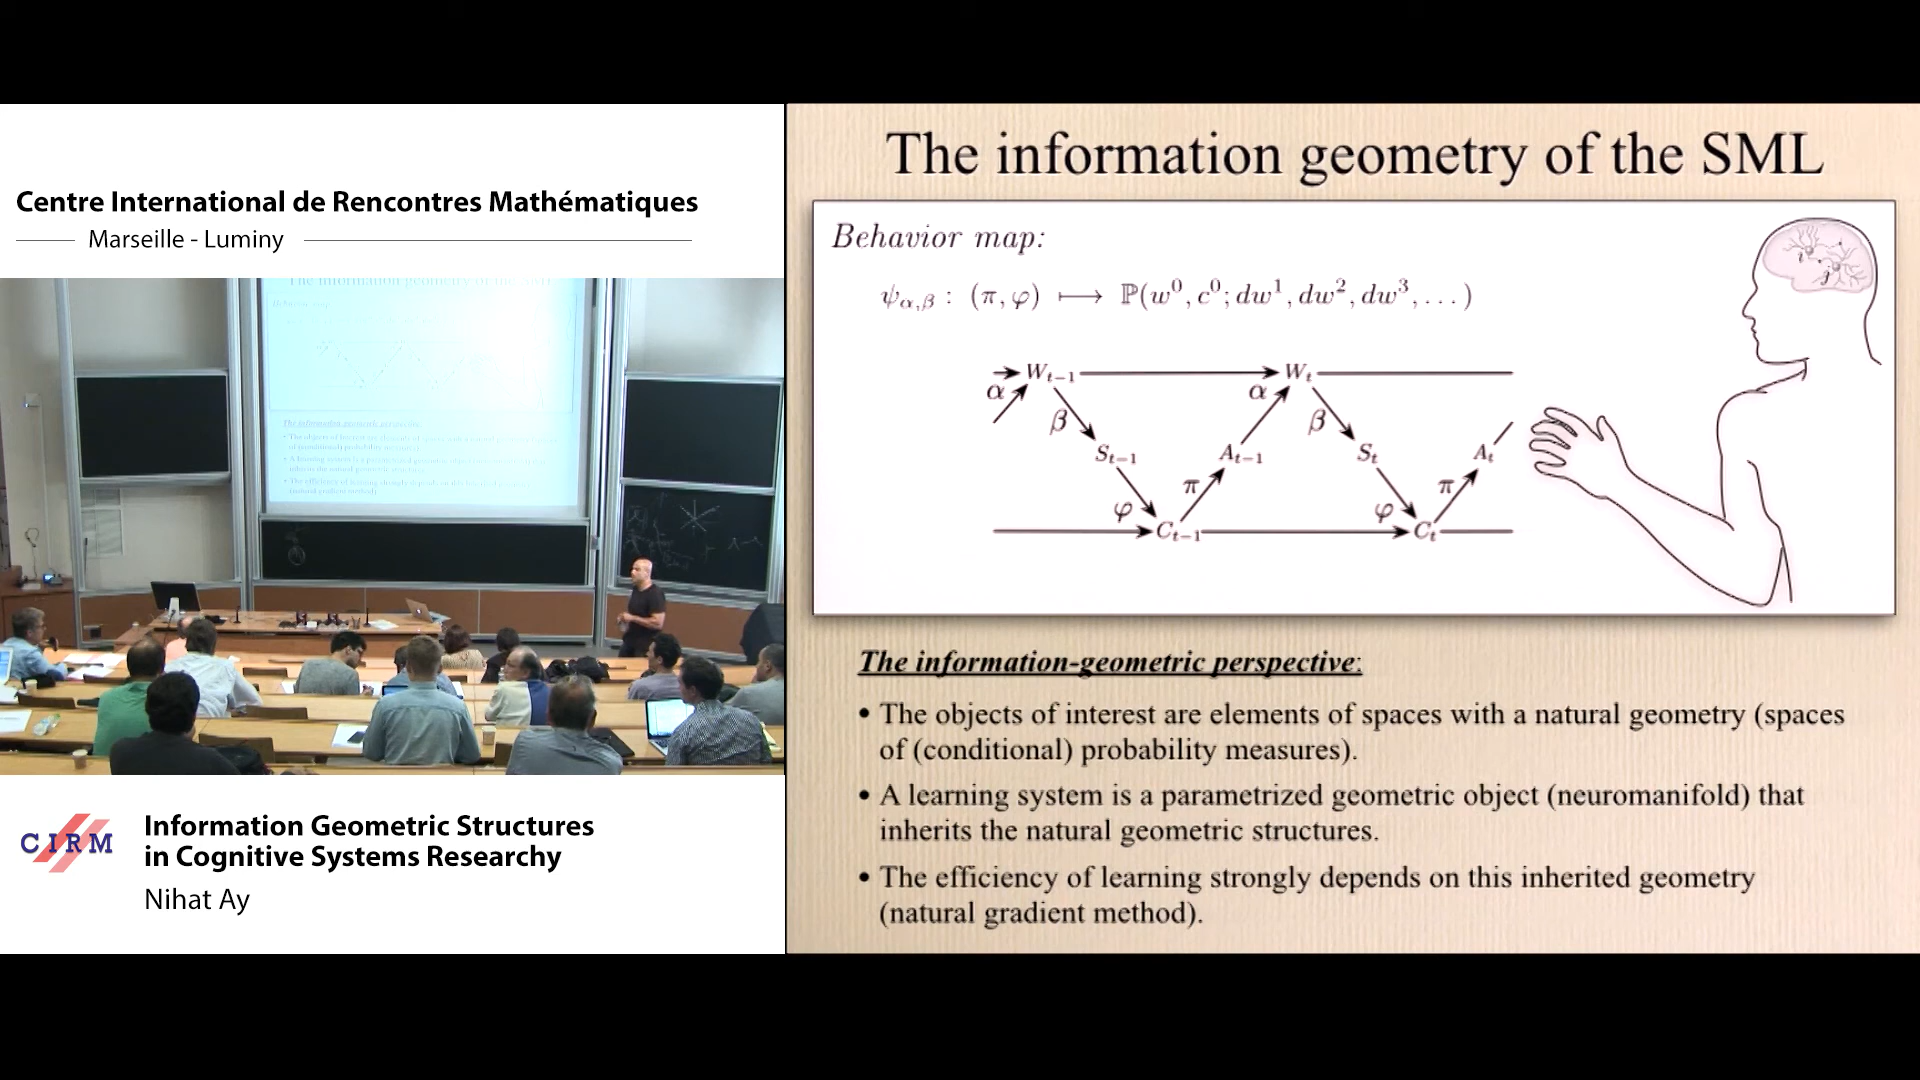 Centre International de Rencontres Mathématiques
Marseille - Luminy
CIRM
Information Geometric Structures
in Cognitive Systems Researchy
Nihat Ay
The information geometry of the SML
Behavior map:
ψα,β : (π, φ) ⟼ ℙ(w⁰, c⁰; dw¹, dw², dw³, . . . )
Wt−1 Wt
α β α β
St−1 At−1 St At
φ π φ π
Ct−1 Ct
i j
The information-geometric perspective:
• The objects of interest are elements of spaces with a natural geometry (spaces
of (conditional) probability measures).
• A learning system is a parametrized geometric object (neuromanifold) that
inherits the natural geometric structures.
• The efficiency of learning strongly depends on this inherited geometry
(natural gradient method).